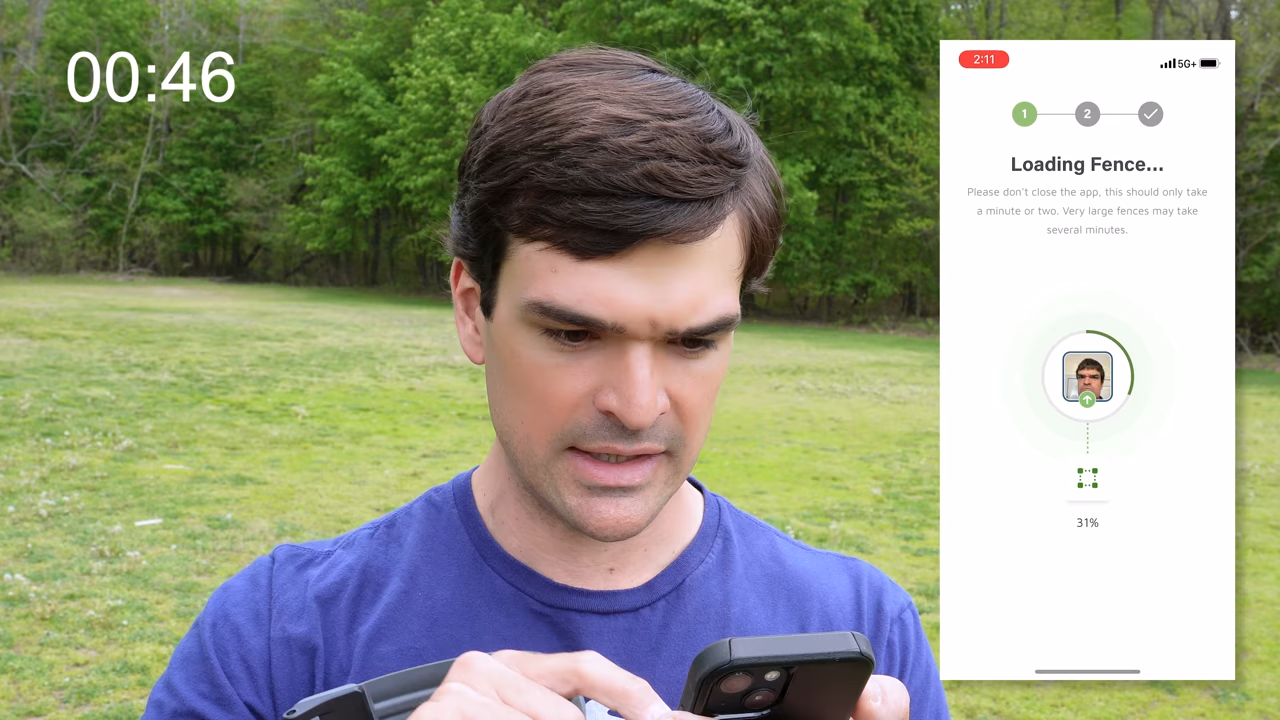 00:46
2:11
5G+
1
2
Loading Fence...
Please don't close the app, this should only take
a minute or two. Very large fences may take
several minutes.
31%